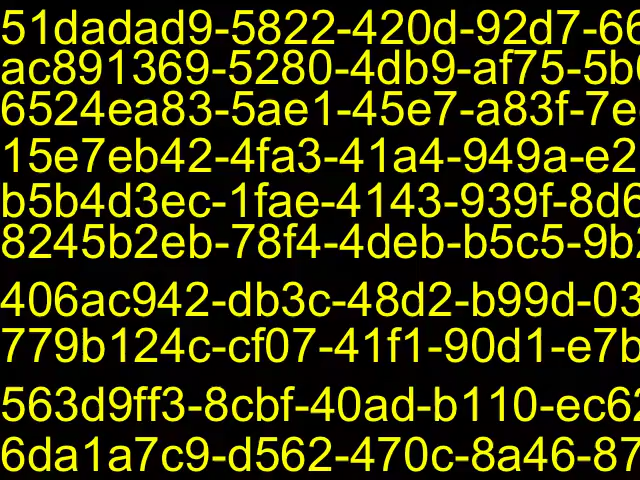 51dadad9-5822-420d-92d7-66
ac891369-5280-4db9-af75-5b
6524ea83-5ae1-45e7-a83f-7e
15e7eb42-4fa3-41a4-949a-e2
b5b4d3ec-1fae-4143-939f-8d6
8245b2eb-78f4-4deb-b5c5-9b2
406ac942-db3c-48d2-b99d-03
779b124c-cf07-41f1-90d1-e7b
563d9ff3-8cbf-40ad-b110-ec62
6da1a7c9-d562-470c-8a46-87